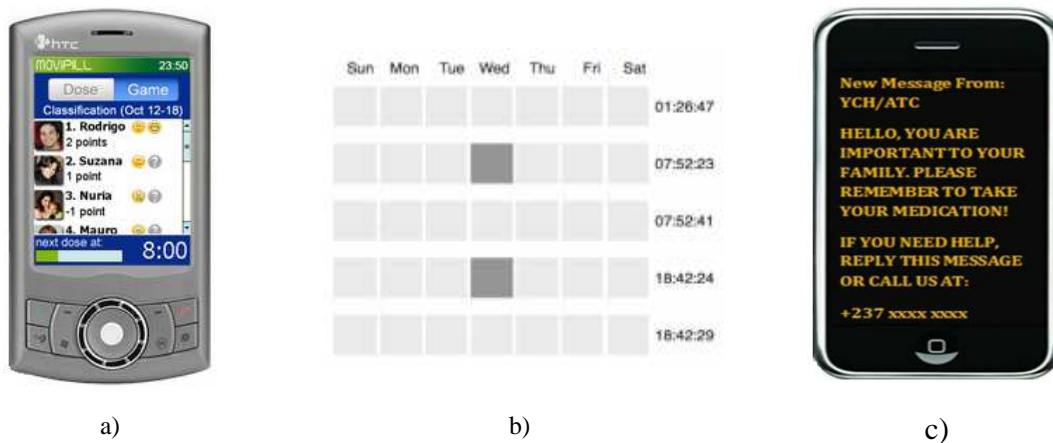 hTC
MOVIPILL 23:50
Dose Game
Classification (Oct 12-18)
1. Rodrigo
2 points
2. Suzana
1 point
3. Nuria
-1 point
4. Mauro
next dose at:
8:00
Sun Mon Tue Wed Thu Fri Sat
01:26:47
07:52:23
07:52:41
18:42:24
18:42:29
New Message From:
YCH/ATC
HELLO, YOU ARE
IMPORTANT TO YOUR
FAMILY. PLEASE
REMEMBER TO TAKE
YOUR MEDICATION!
IF YOU NEED HELP,
REPLY THIS MESSAGE
OR CALL US AT:
+237 xxxx xxxx
a)
b)
c)